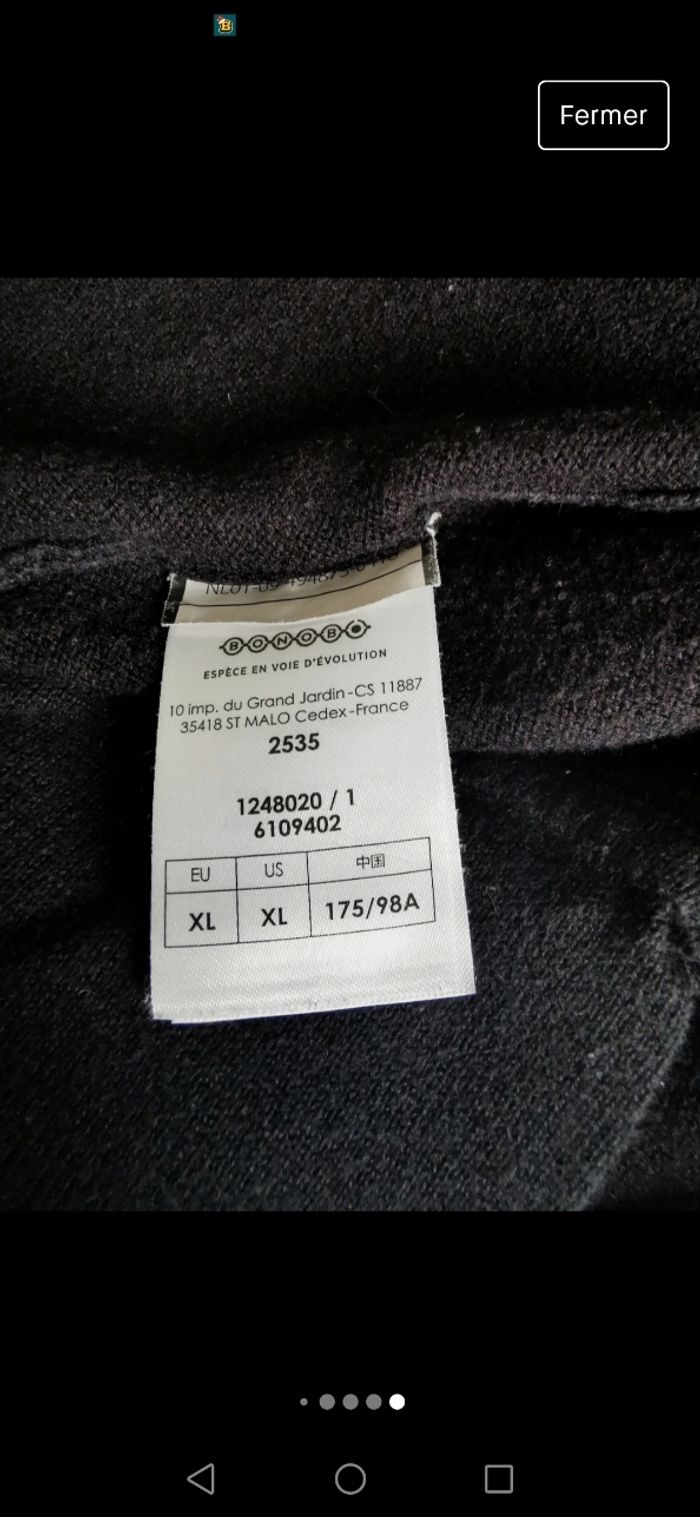 Fermer
BONOBO
ESPÈCE EN VOIE D'ÉVOLUTION
10 imp. du Grand Jardin-CS 11887
35418 ST MALO Cedex-France
2535
1248020 / 1
6109402
EU US 中国
XL XL 175/98A